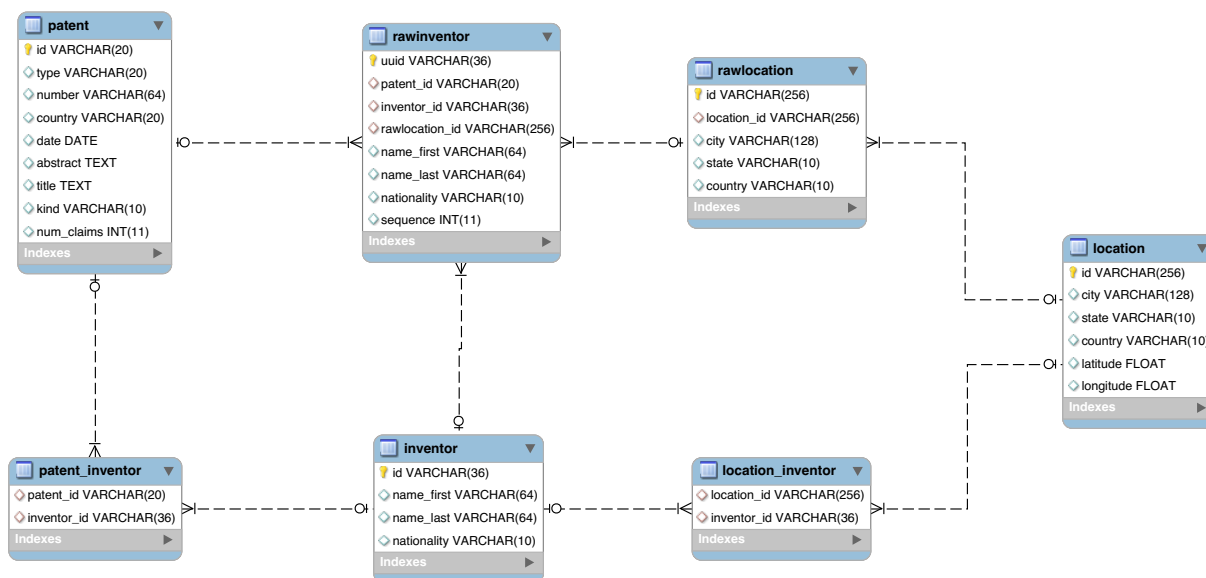 patent
id VARCHAR(20)
type VARCHAR(20)
number VARCHAR(64)
country VARCHAR(20)
date DATE
abstract TEXT
title TEXT
kind VARCHAR(10)
num_claims INT(11)
Indexes
rawinventor
uuid VARCHAR(36)
patent_id VARCHAR(20)
inventor_id VARCHAR(36)
rawlocation_id VARCHAR(256)
name_first VARCHAR(64)
name_last VARCHAR(64)
nationality VARCHAR(10)
sequence INT(11)
Indexes
rawlocation
id VARCHAR(256)
location_id VARCHAR(256)
city VARCHAR(128)
state VARCHAR(10)
country VARCHAR(10)
Indexes
location
id VARCHAR(256)
city VARCHAR(128)
state VARCHAR(10)
country VARCHAR(10)
latitude FLOAT
longitude FLOAT
Indexes
patent_inventor
patent_id VARCHAR(20)
inventor_id VARCHAR(36)
Indexes
inventor
id VARCHAR(36)
name_first VARCHAR(64)
name_last VARCHAR(64)
nationality VARCHAR(10)
Indexes
location_inventor
location_id VARCHAR(256)
inventor_id VARCHAR(36)
Indexes